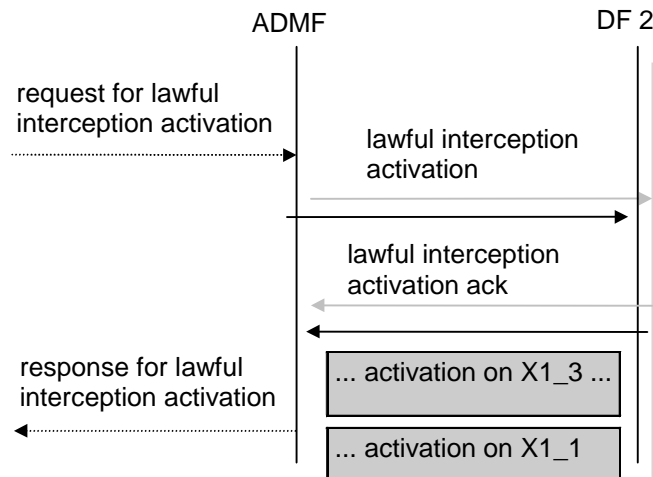 ADMF
DF 2
request for lawful
interception activation
lawful interception
activation
lawful interception
activation ack
response for lawful
interception activation
... activation on X1_3 ...
... activation on X1_1